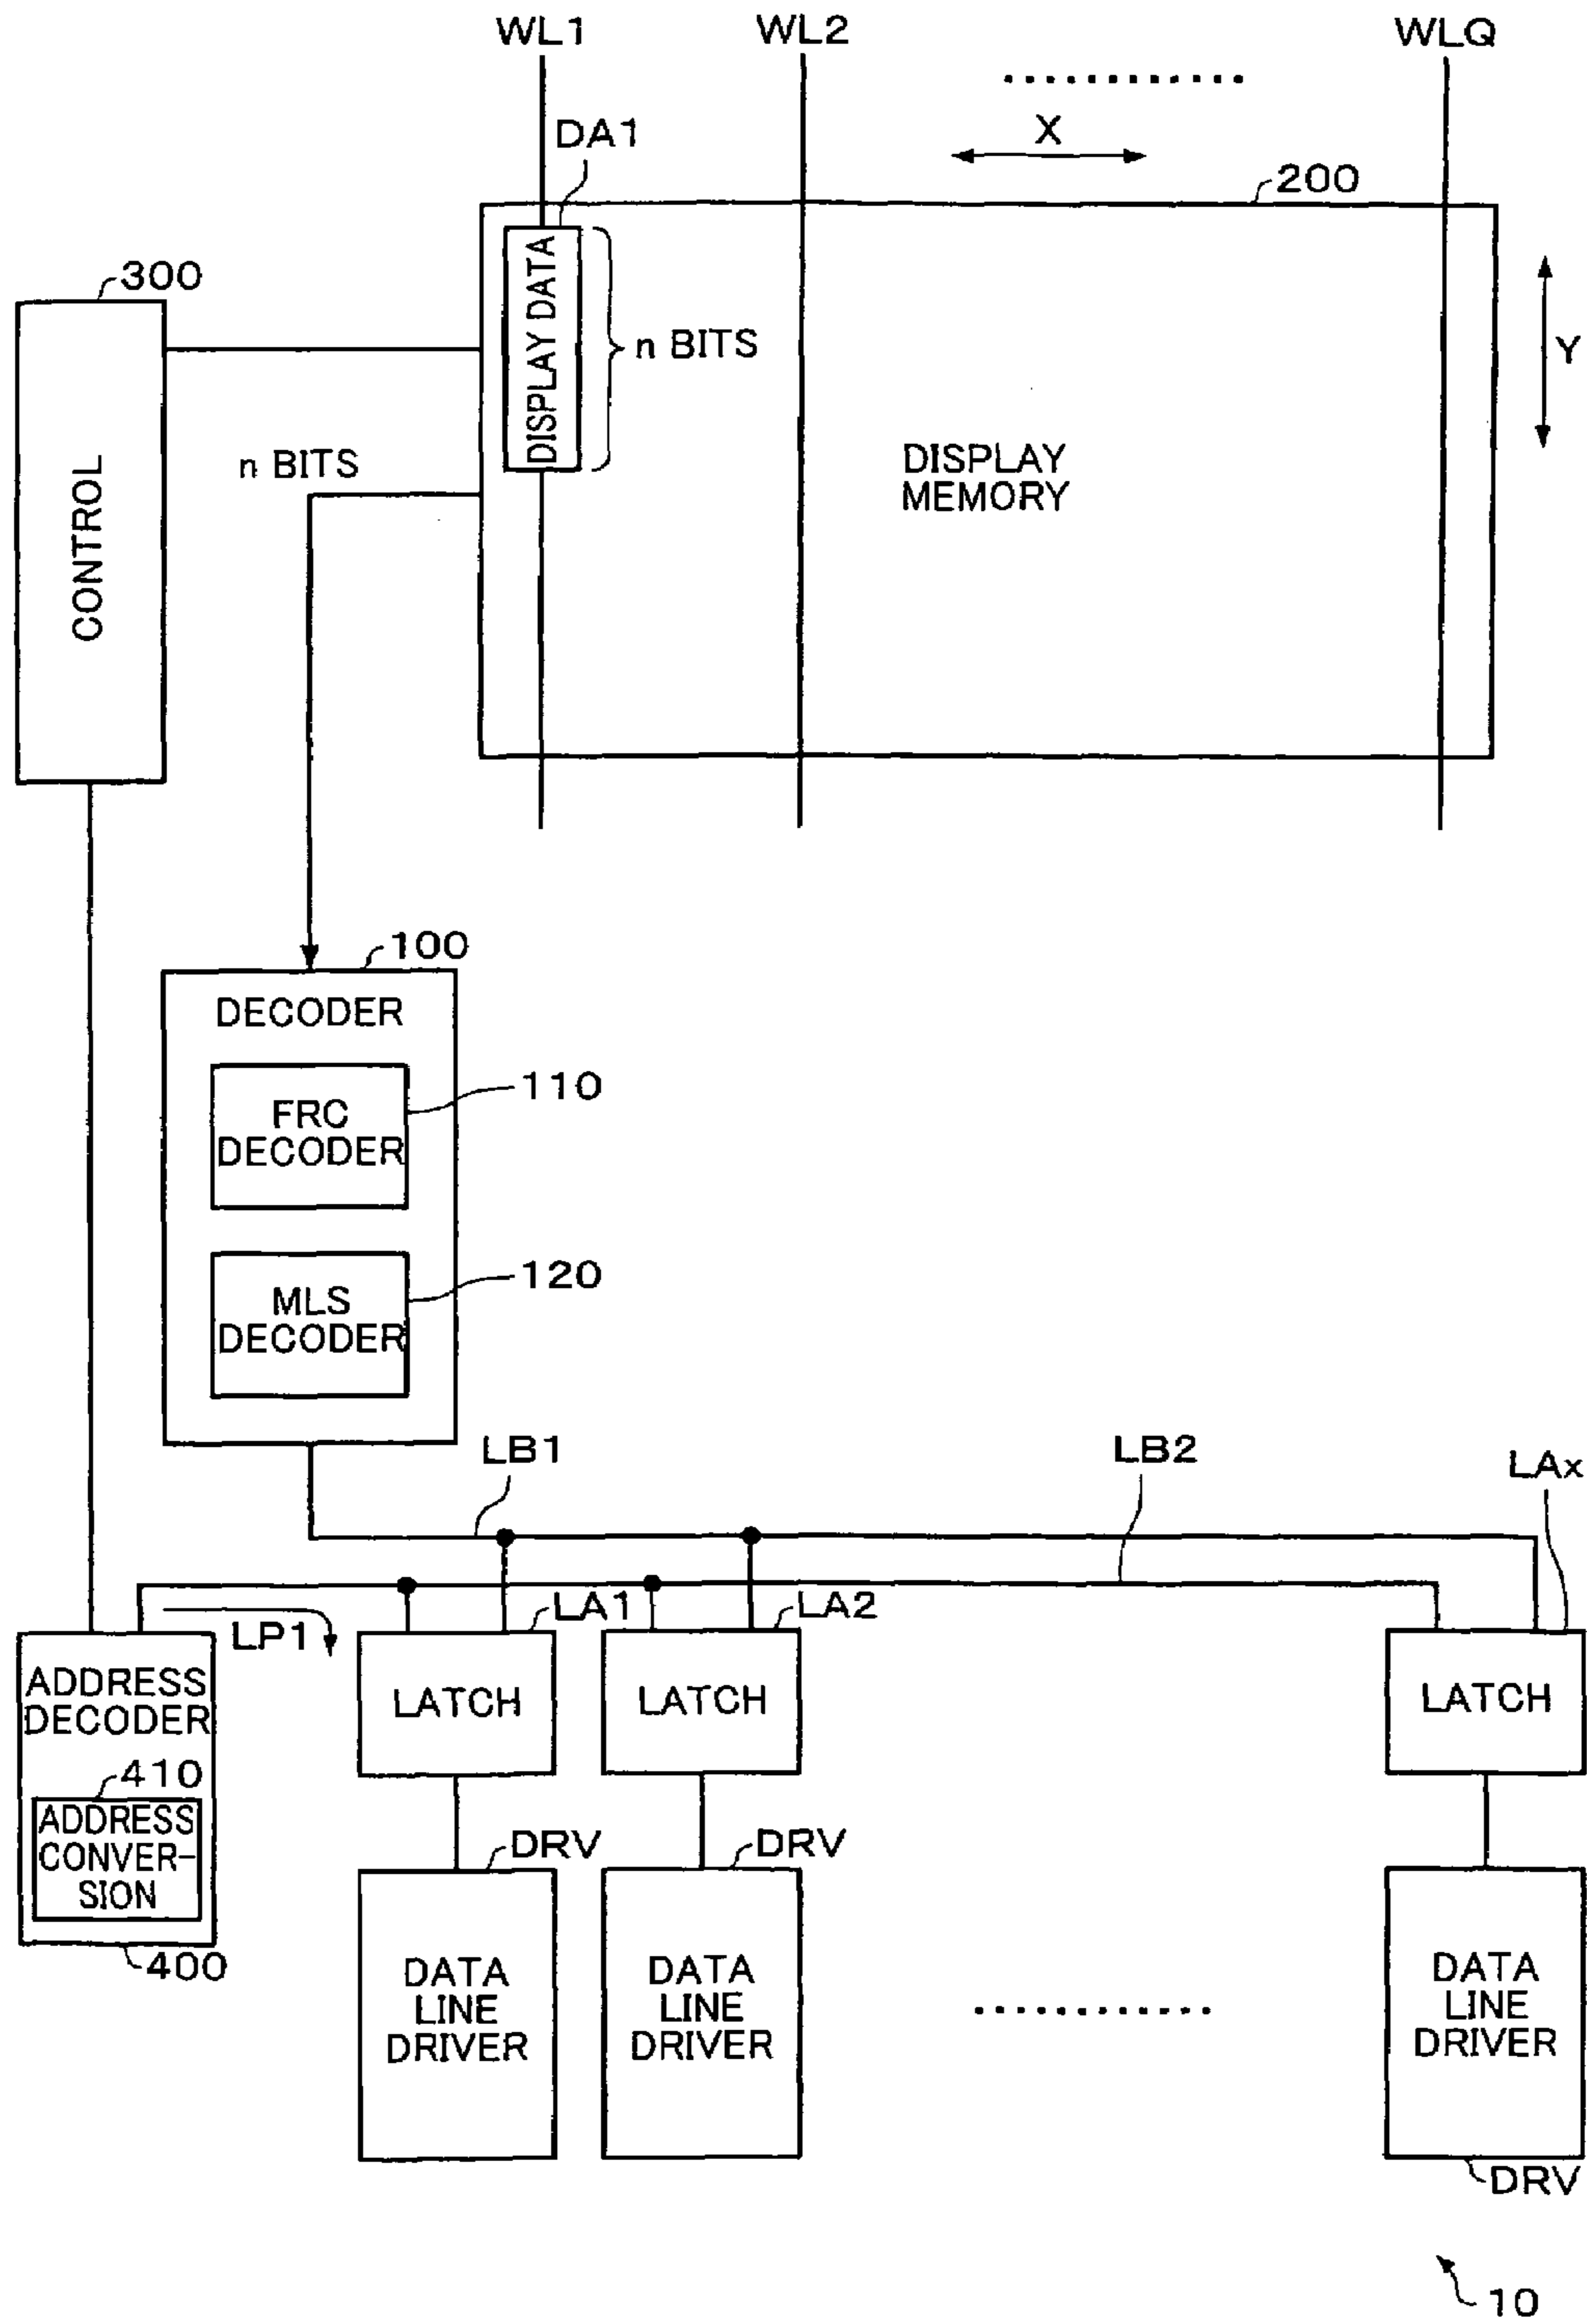 WL1
WL2
WLQ
DA1
X
200
300
DISPLAY DATA
n BITS
Y
CONTROL
n BITS
DISPLAY
MEMORY
100
DECODER
110
FRC
DECODER
120
MLS
DECODER
LB1
LB2
LAx
LP1
LA1
LA2
ADDRESS
DECODER
LATCH
LATCH
LATCH
410
ADDRESS
CONVER-
SION
DRV
DRV
400
DATA
LINE
DRIVER
DATA
LINE
DRIVER
DATA
LINE
DRIVER
DRV
10